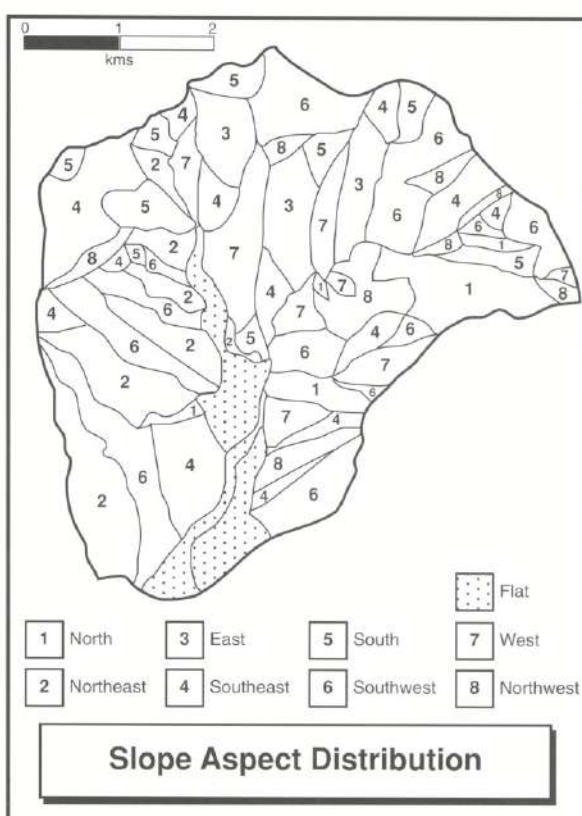 0 1 2
kms
5
6 4 5
4
5 3 6
8 5
5 2 7
8 3
8
4 4
4 5 3 6 4
7 6 6
2 7 8 1
8 4 5 6 5
7 7
2 4 1 8 1 8
4 6 7
4 6
6 2 2 5
6 7
2 1 6
1 7 4
4 8
6
2 4 6
Flat
1 North 3 East 5 South 7 West
2 Northeast 4 Southeast 6 Southwest 8 Northwest
Slope Aspect Distribution